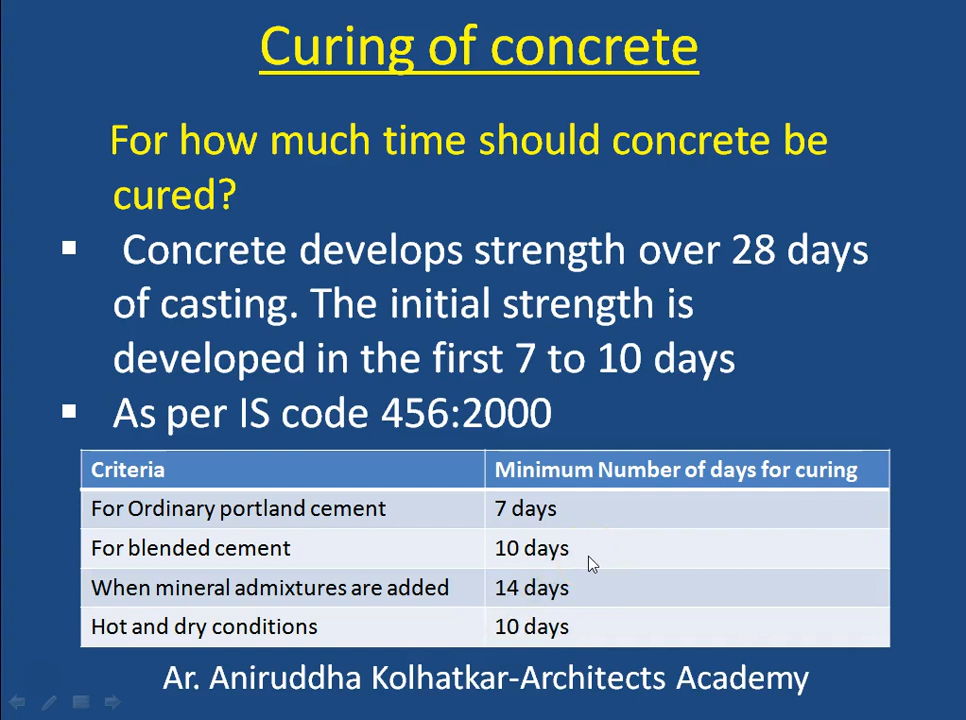 Curing of concrete
For how much time should concrete be
cured?
▪ Concrete develops strength over 28 days
of casting. The initial strength is
developed in the first 7 to 10 days
▪ As per IS code 456:2000
Criteria Minimum Number of days for curing
For Ordinary portland cement 7 days
For blended cement 10 days
When mineral admixtures are added 14 days
Hot and dry conditions 10 days
Ar. Aniruddha Kolhatkar-Architects Academy